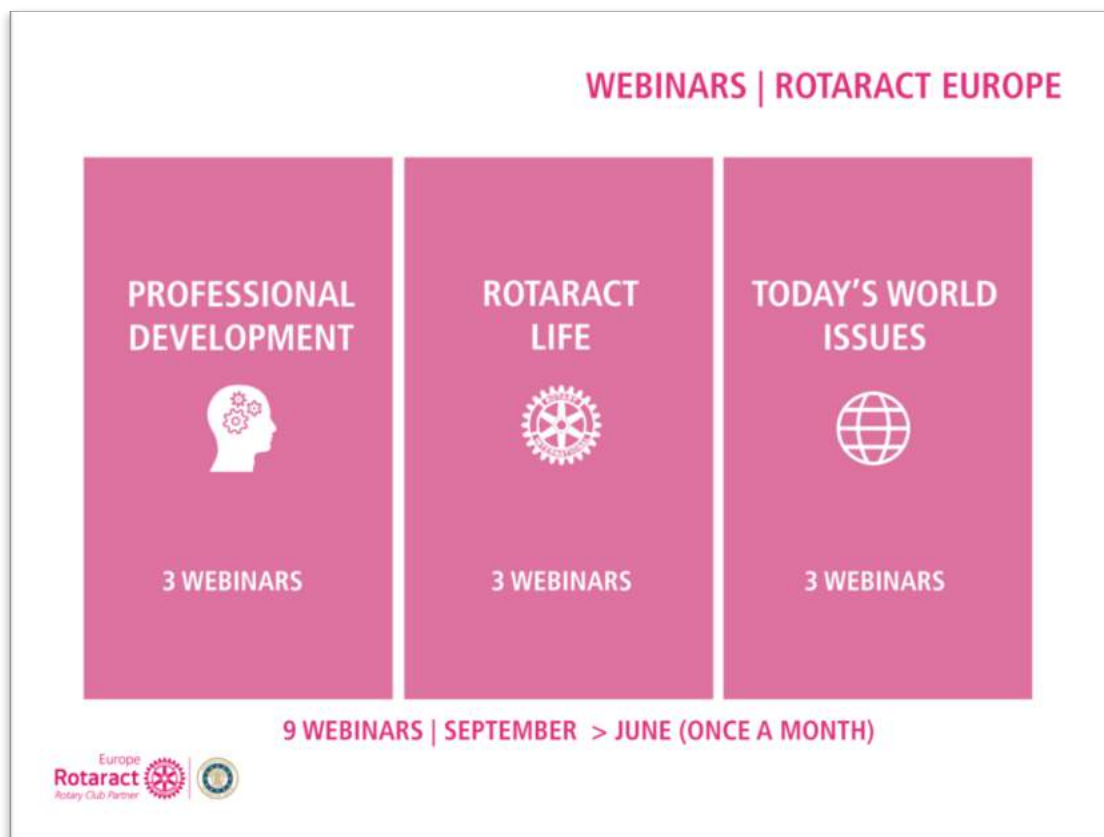 WEBINARS | ROTARACT EUROPE
PROFESSIONAL
DEVELOPMENT
3 WEBINARS
ROTARACT
LIFE
3 WEBINARS
TODAY'S WORLD
ISSUES
3 WEBINARS
9 WEBINARS | SEPTEMBER > JUNE (ONCE A MONTH)
Europe
Rotaract
Rotary Club Partner